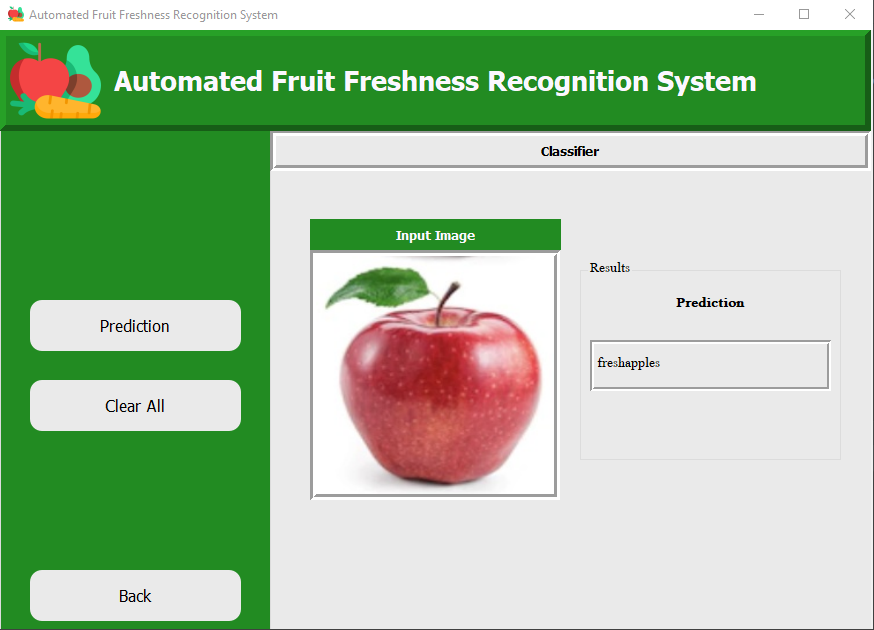 Automated Fruit Freshness Recognition System
Automated Fruit Freshness Recognition System
Classifier
Input Image
Results
Prediction
freshapples
Prediction
Clear All
Back